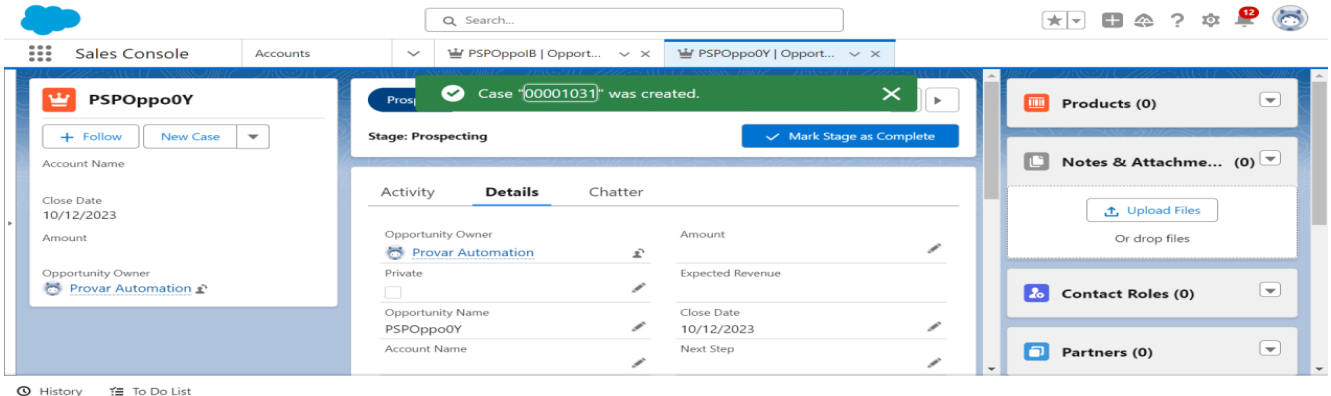 Search...
12
Sales Console
Accounts
PSPOppoIB | Opport...
PSPOppo0Y | Opport...
PSPOppo0Y
Follow
New Case
Account Name
Close Date
10/12/2023
Amount
Opportunity Owner
Provar Automation
Case "00001031" was created.
Stage: Prospecting
Mark Stage as Complete
Activity
Details
Chatter
Opportunity Owner
Provar Automation
Amount
Private
Expected Revenue
Opportunity Name
PSPOppo0Y
Close Date
10/12/2023
Account Name
Next Step
Products (0)
Notes & Attachme... (0)
Upload Files
Or drop files
Contact Roles (0)
Partners (0)
History
To Do List